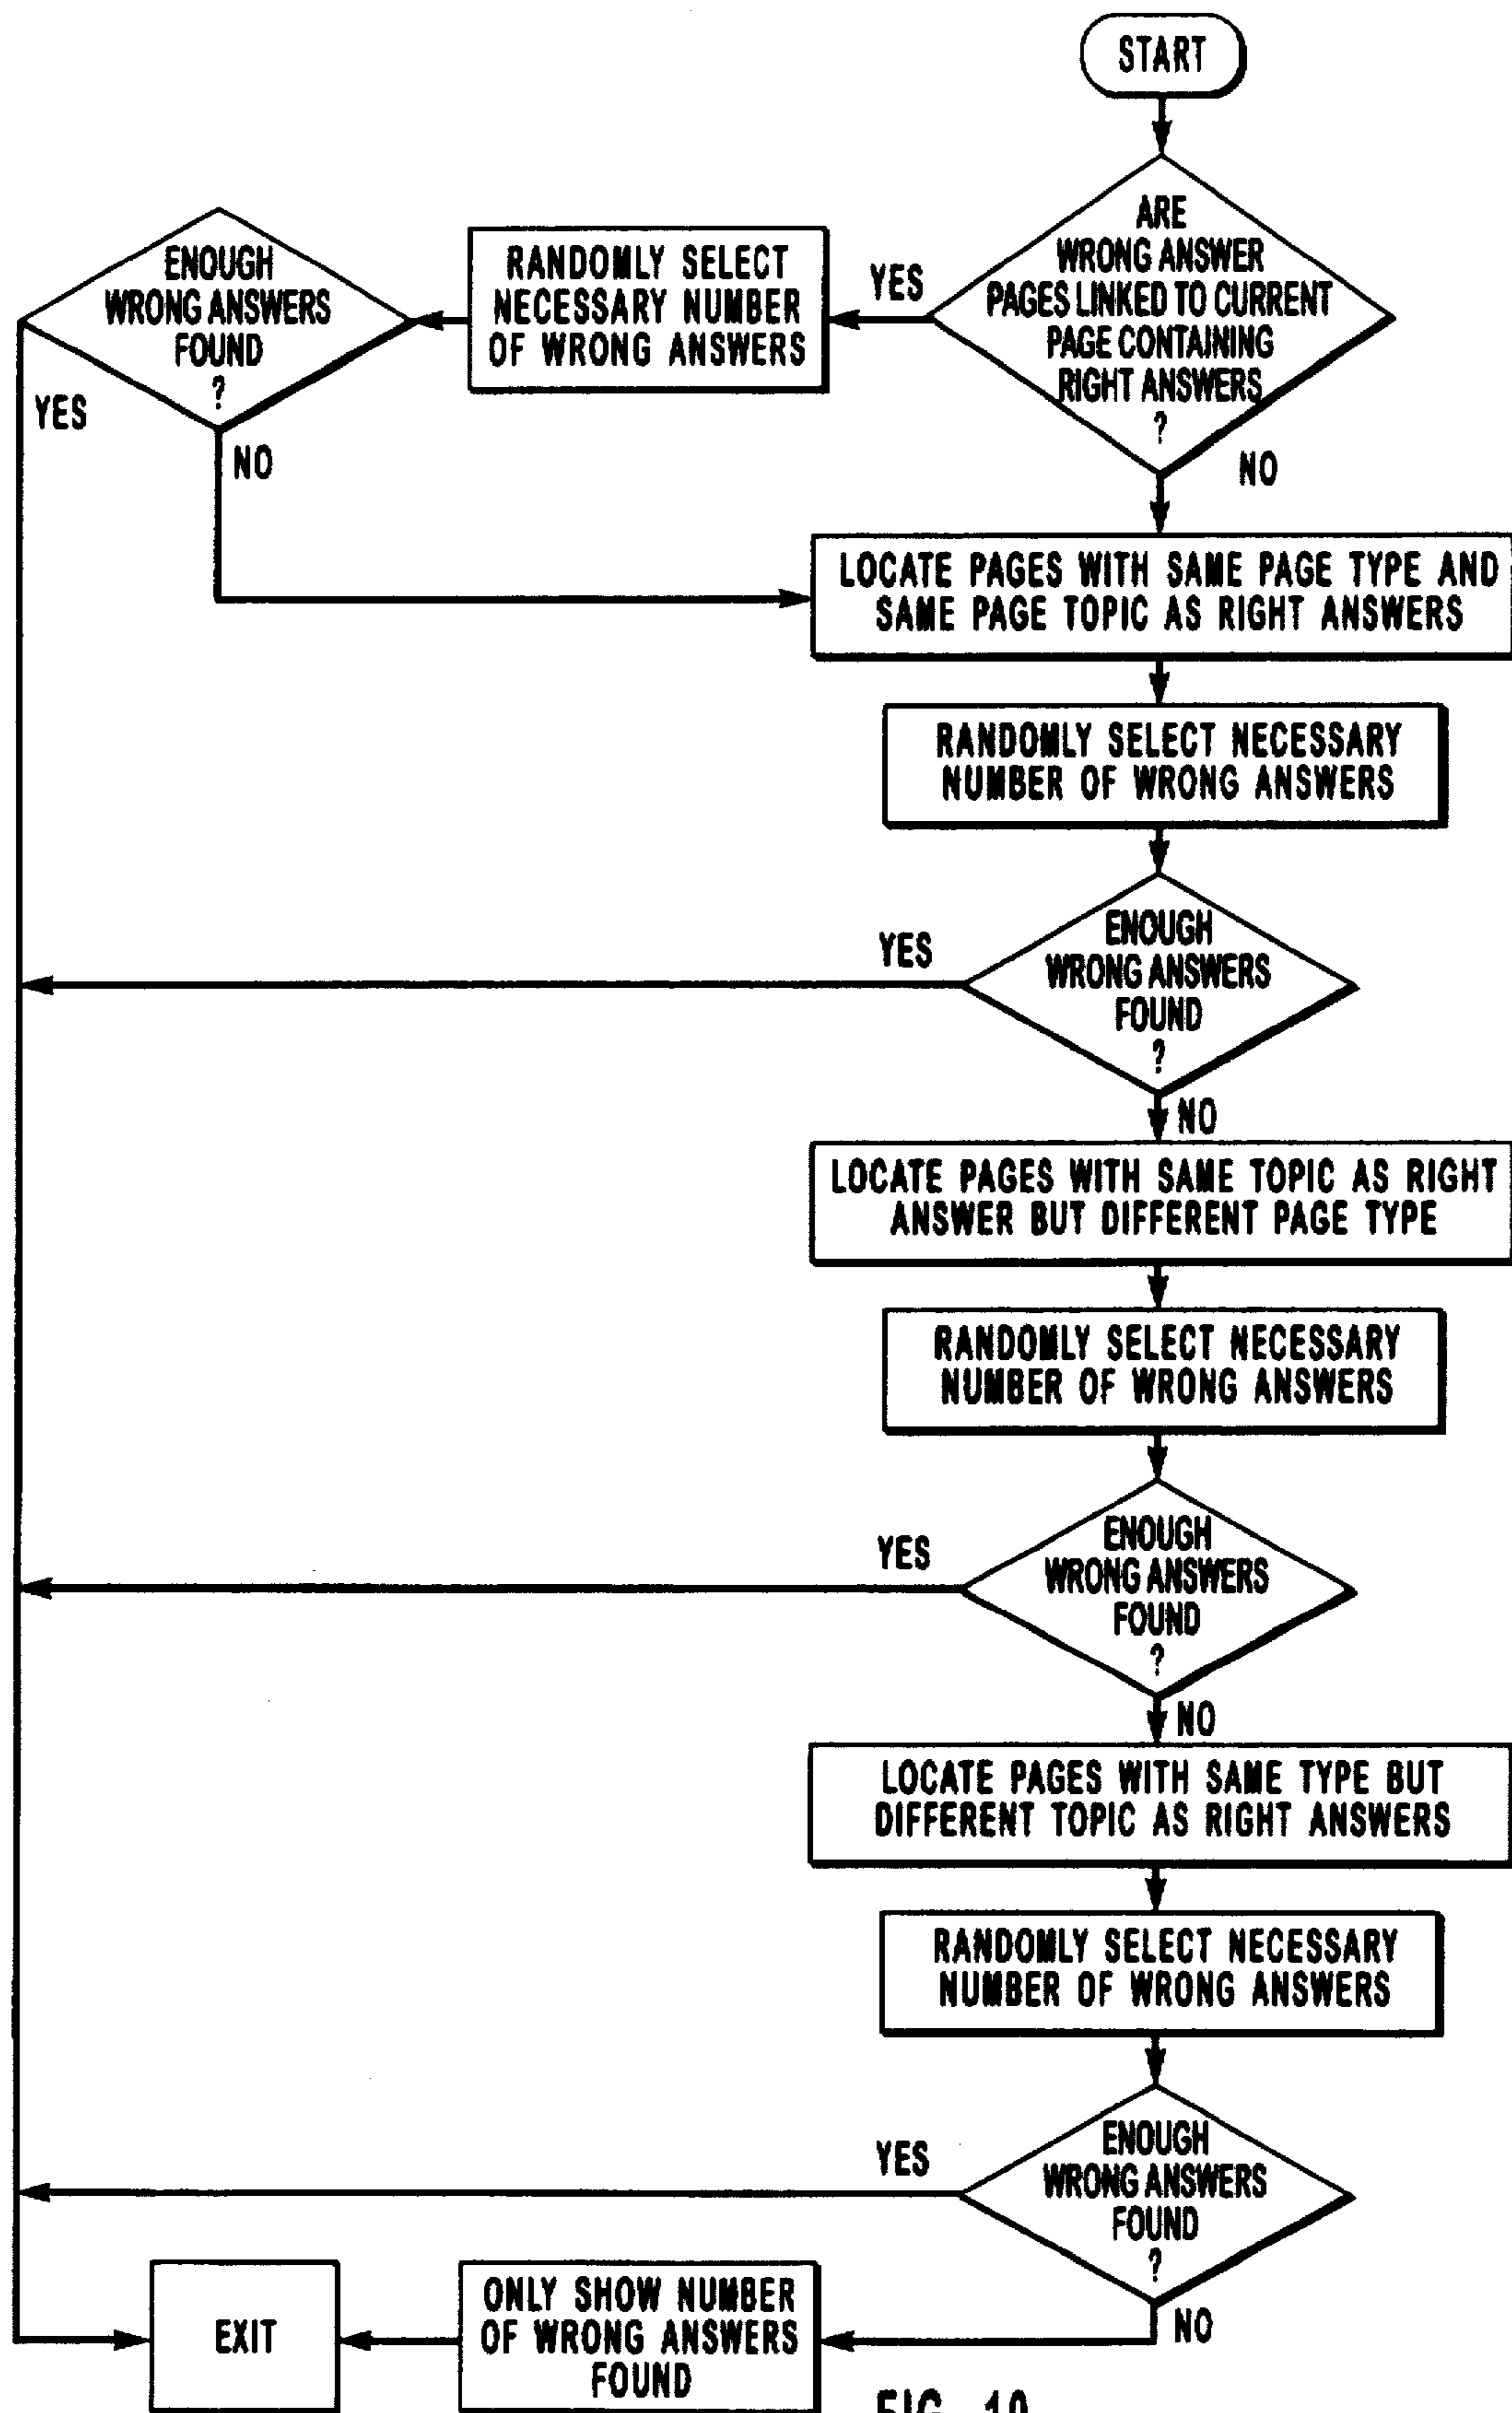 START
ARE
WRONG ANSWER
PAGES LINKED TO CURRENT
PAGE CONTAINING
RIGHT ANSWERS
?
YES
NO
RANDOMLY SELECT
NECESSARY NUMBER
OF WRONG ANSWERS
ENOUGH
WRONG ANSWERS
FOUND
?
YES
NO
LOCATE PAGES WITH SAME PAGE TYPE AND
SAME PAGE TOPIC AS RIGHT ANSWERS
RANDOMLY SELECT NECESSARY
NUMBER OF WRONG ANSWERS
ENOUGH
WRONG ANSWERS
FOUND
?
YES
NO
LOCATE PAGES WITH SAME TOPIC AS RIGHT
ANSWER BUT DIFFERENT PAGE TYPE
RANDOMLY SELECT NECESSARY
NUMBER OF WRONG ANSWERS
ENOUGH
WRONG ANSWERS
FOUND
?
YES
NO
LOCATE PAGES WITH SAME TYPE BUT
DIFFERENT TOPIC AS RIGHT ANSWERS
RANDOMLY SELECT NECESSARY
NUMBER OF WRONG ANSWERS
ENOUGH
WRONG ANSWERS
FOUND
?
YES
NO
ONLY SHOW NUMBER
OF WRONG ANSWERS
FOUND
EXIT